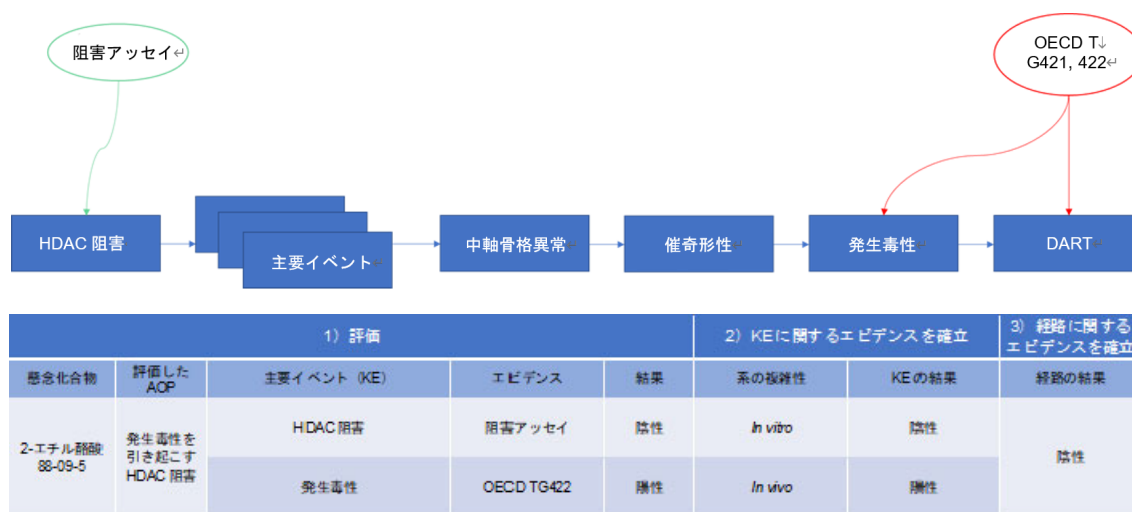 阻害アッセイ↵
OECD T↓
G421, 422↵
HDAC 阻害
主要イベント↵
中軸骨格異常↵
催奇形性↵
発生毒性↵
DART↵
1）評価
2）KEに関するエビデンスを確立
3）経路に関する
エビデンスを確立
懸念化合物
評価した
AOP
主要イベント（KE）
エビデンス
結果
系の複雑性
KEの結果
経路の結果
2-エチル酪酸
88-09-5
発生毒性を
引き起こす
HDAC 阻害
HDAC 阻害
阻害アッセイ
陰性
In vitro
陰性
陰性
発生毒性
OECD TG422
陽性
In vivo
陽性